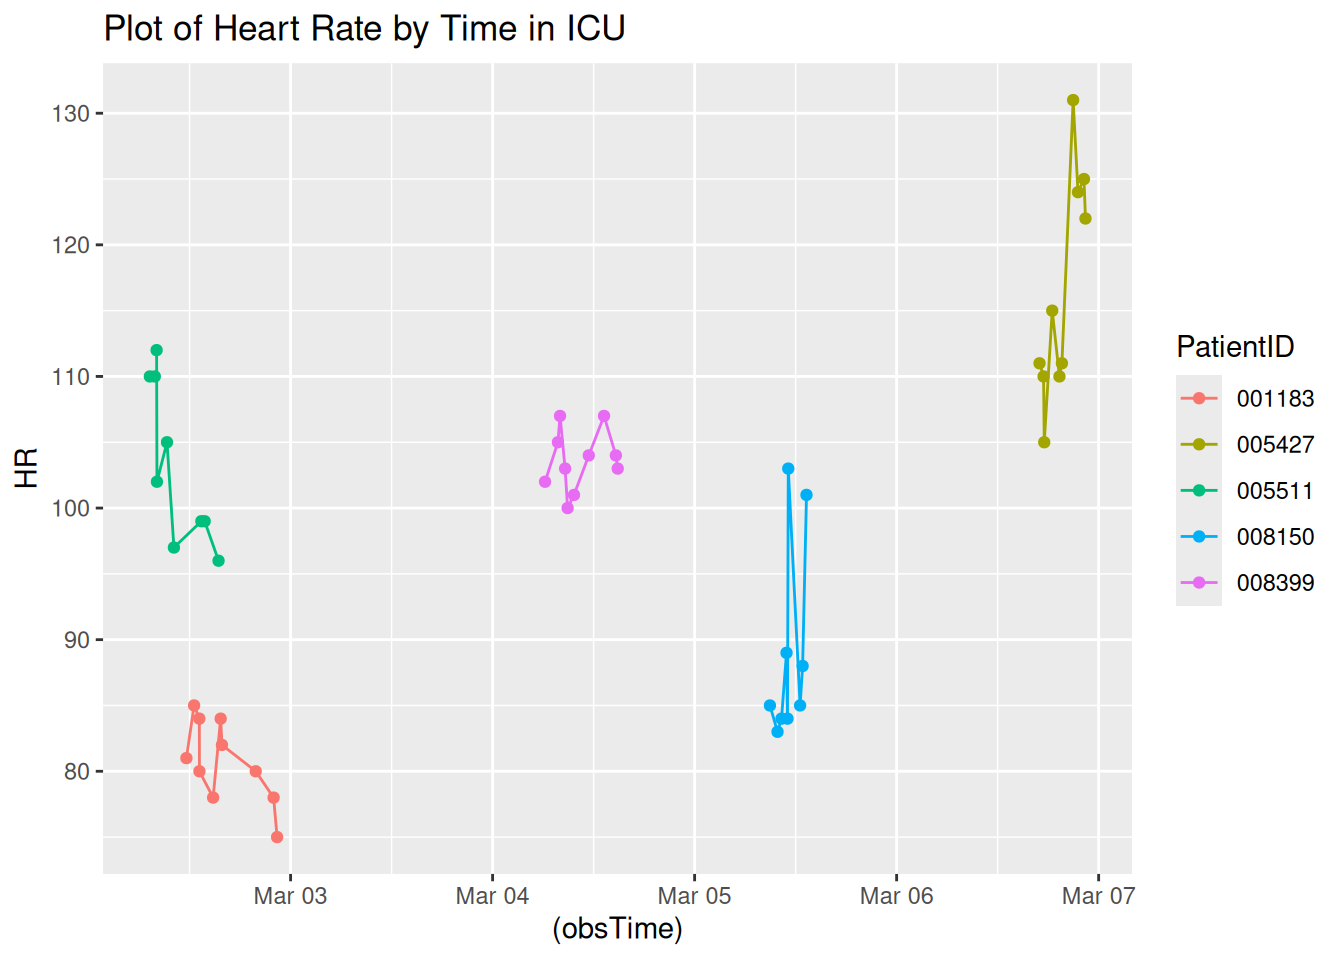 Plot of Heart Rate by Time in ICU
130
120
110
100
90
80
HR
Mar 03
Mar 04
Mar 05
Mar 06
Mar 07
(obsTime)
PatientID
001183
005427
005511
008150
008399